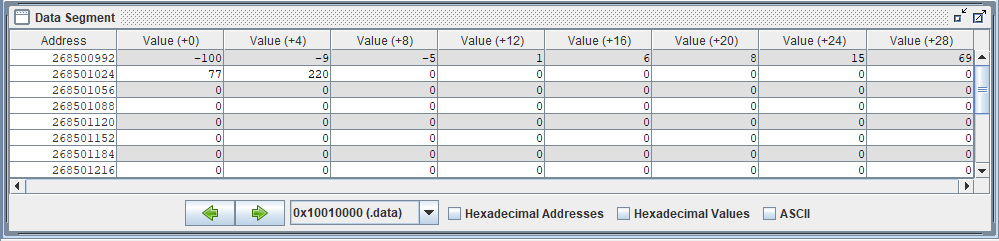 Data Segment
Address Value (+0) Value (+4) Value (+8) Value (+12) Value (+16) Value (+20) Value (+24) Value (+28)
268500992 -100 -9 -5 1 6 8 15 69
268501024 77 220 0 0 0 0 0 0
268501056 0 0 0 0 0 0 0 0
268501088 0 0 0 0 0 0 0 0
268501120 0 0 0 0 0 0 0 0
268501152 0 0 0 0 0 0 0 0
268501184 0 0 0 0 0 0 0 0
268501216 0 0 0 0 0 0 0 0
0x10010000 (.data) Hexadecimal Addresses Hexadecimal Values ASCII